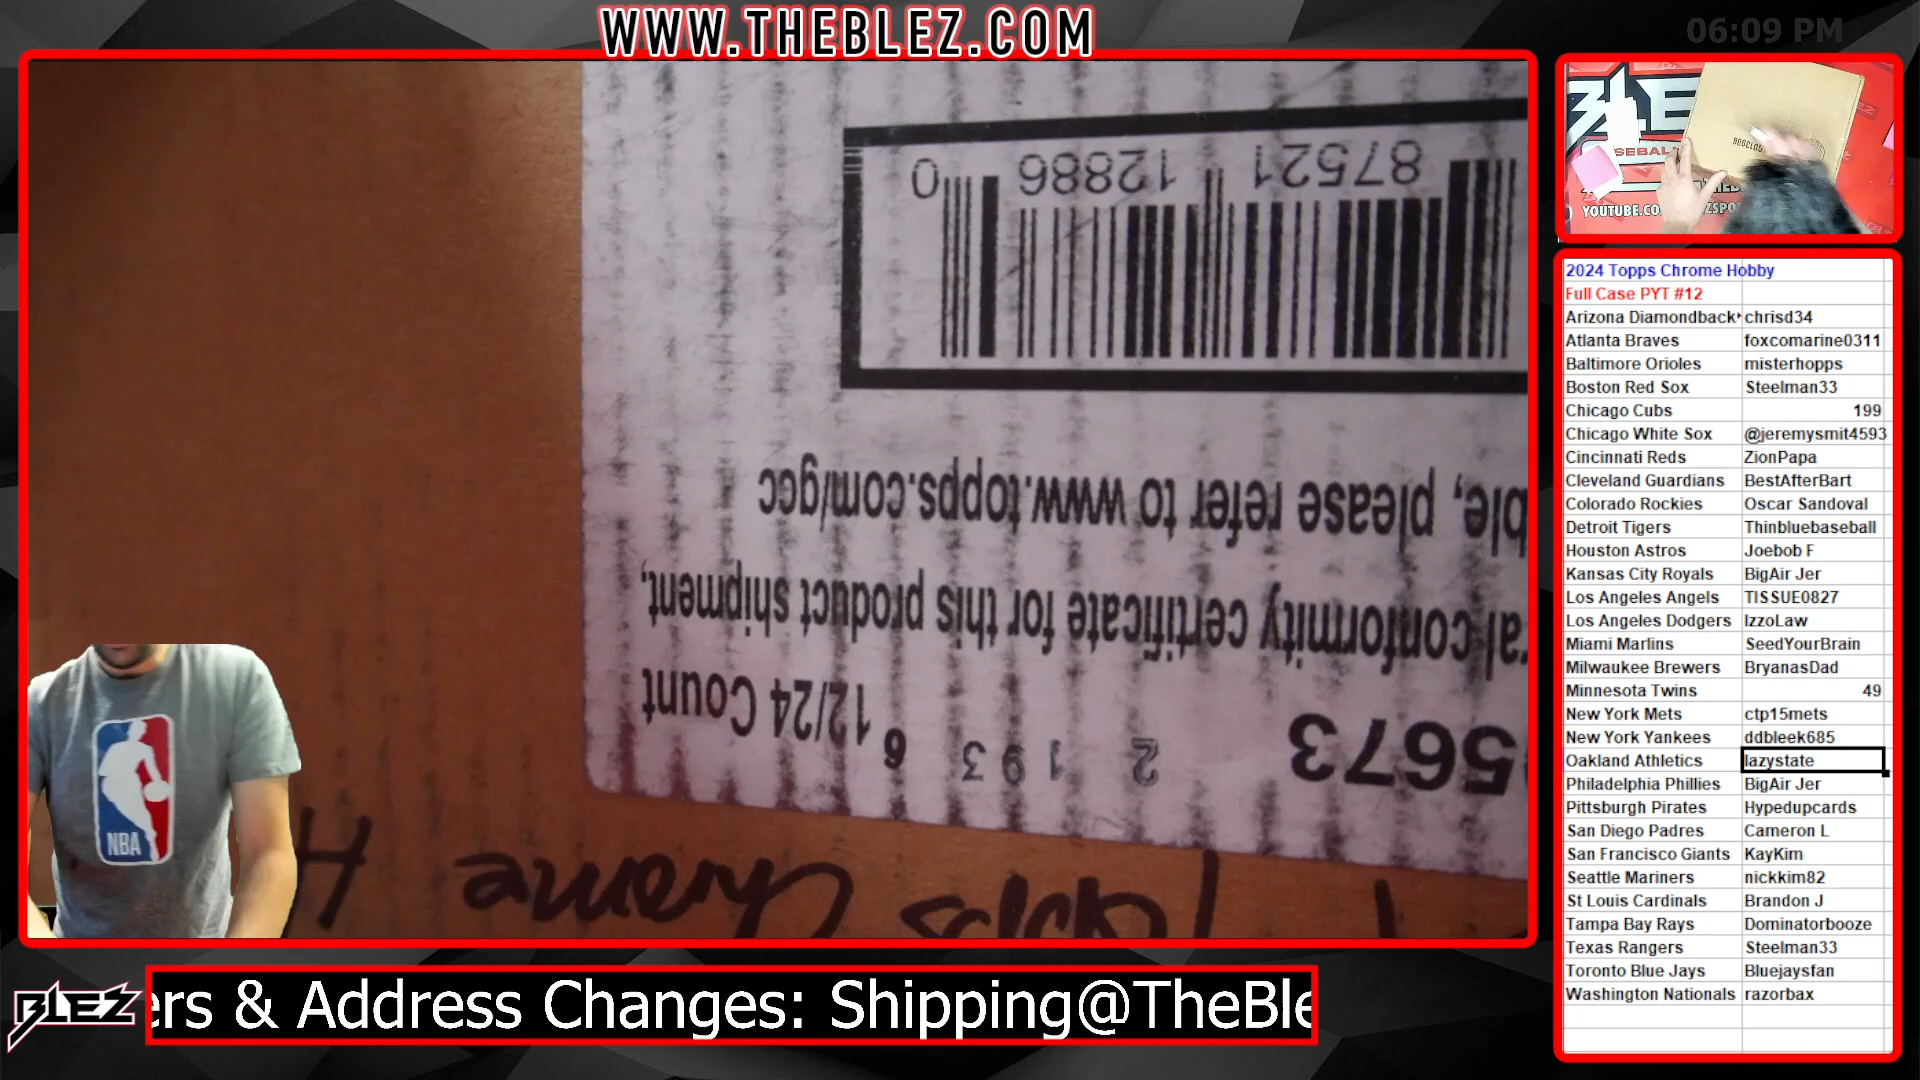 WWW.THEBLEZ.COM
06:09 PM
0 87521 12886
ble, please refer to www.topps.com/gcc
al conformity certificate for this product shipment,
12/24 Count
5673 2 193 6
Topps Chrome H
NBA
BLEZ
ers & Address Changes: Shipping@TheBle
SEBAL
YOUTUBE.CO
2024 Topps Chrome Hobby
Full Case PYT #12
Arizona Diamondback chrisd34
Atlanta Braves foxcomarine0311
Baltimore Orioles misterhopps
Boston Red Sox Steelman33
Chicago Cubs 199
Chicago White Sox @jeremysmit4593
Cincinnati Reds ZionPapa
Cleveland Guardians BestAfterBart
Colorado Rockies Oscar Sandoval
Detroit Tigers Thinbluebaseball
Houston Astros Joebob F
Kansas City Royals BigAir Jer
Los Angeles Angels TISSUE0827
Los Angeles Dodgers IzzoLaw
Miami Marlins SeedYourBrain
Milwaukee Brewers BryanasDad
Minnesota Twins 49
New York Mets ctp15mets
New York Yankees ddbleek685
Oakland Athletics lazystate
Philadelphia Phillies BigAir Jer
Pittsburgh Pirates Hypedupcards
San Diego Padres Cameron L
San Francisco Giants KayKim
Seattle Mariners nickkim82
St Louis Cardinals Brandon J
Tampa Bay Rays Dominatorbooze
Texas Rangers Steelman33
Toronto Blue Jays Bluejaysfan
Washington Nationals razorbax